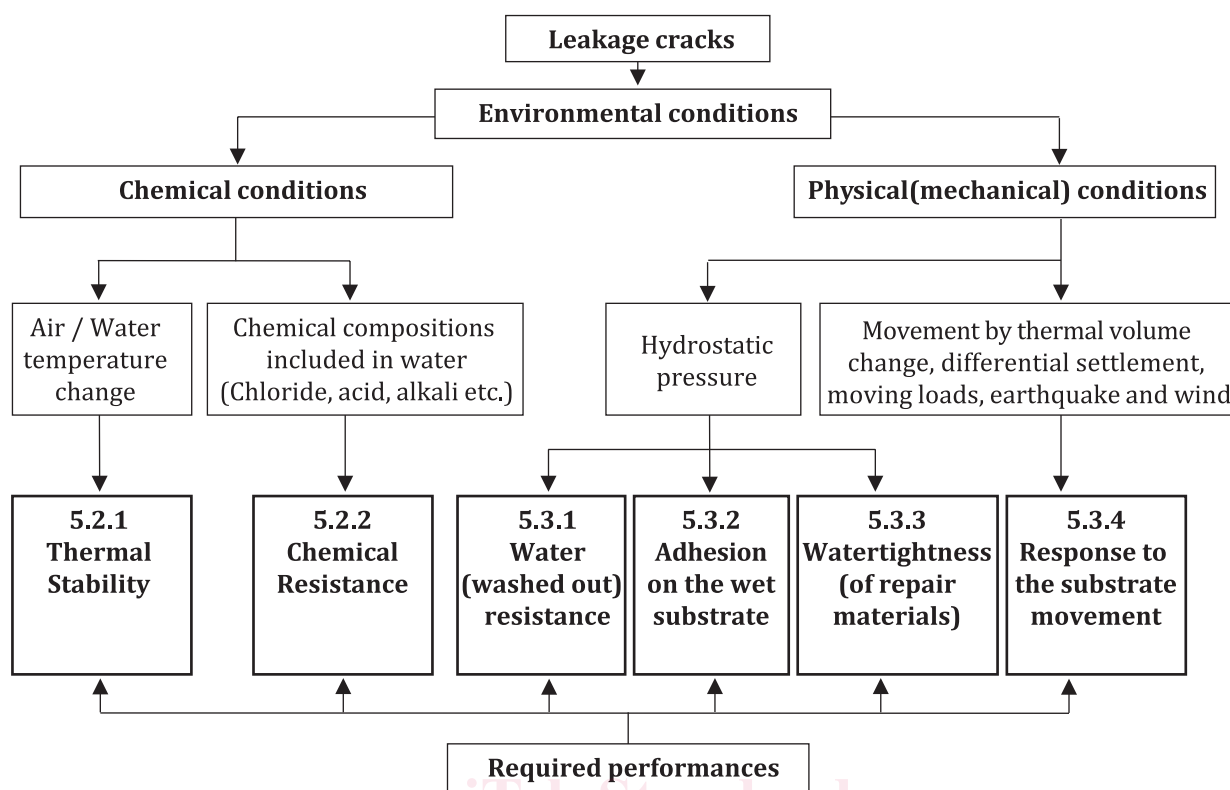 Leakage cracks
Environmental conditions
Chemical conditions
Physical(mechanical) conditions
Air / Water
temperature
change
Chemical compositions
included in water
(Chloride, acid, alkali etc.)
Hydrostatic
pressure
Movement by thermal volume
change, differential settlement,
moving loads, earthquake and wind
5.2.1
Thermal
Stability
5.2.2
Chemical
Resistance
5.3.1
Water
(washed out)
resistance
5.3.2
Adhesion
on the wet
substrate
5.3.3
Watertightness
(of repair
materials)
5.3.4
Response to
the substrate
movement
Required performances